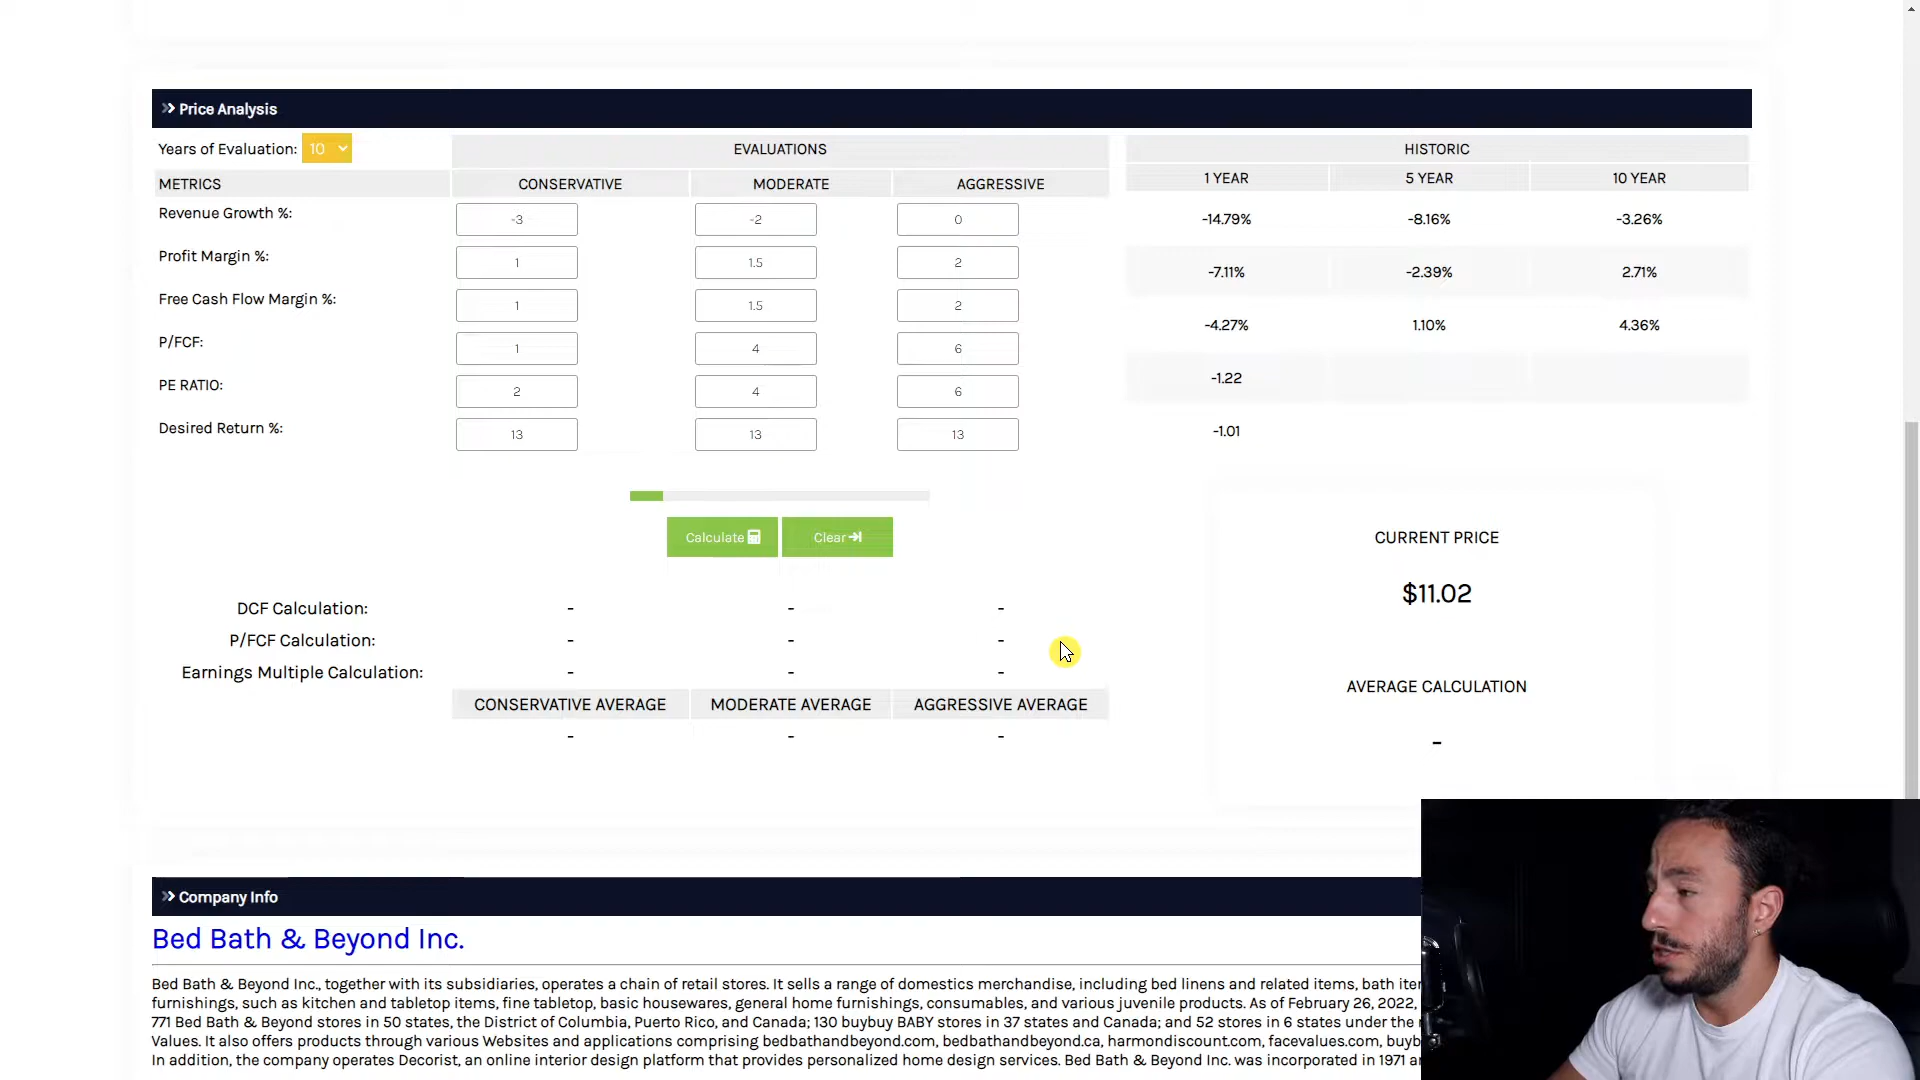 Price Analysis
Years of Evaluation: 10
EVALUATIONS
HISTORIC
METRICS
CONSERVATIVE
MODERATE
AGGRESSIVE
1 YEAR
5 YEAR
10 YEAR
Revenue Growth %:
-3
-2
0
-14.79%
-8.16%
-3.26%
Profit Margin %:
1
1.5
2
-7.11%
-2.39%
2.71%
Free Cash Flow Margin %:
1
1.5
2
-4.27%
1.10%
4.36%
P/FCF:
1
4
6
-1.22
PE RATIO:
2
4
6
-1.01
Desired Return %:
13
13
13
Calculate
Clear
CURRENT PRICE
$11.02
DCF Calculation:
-
-
-
P/FCF Calculation:
-
-
-
Earnings Multiple Calculation:
-
-
-
AVERAGE CALCULATION
-
CONSERVATIVE AVERAGE
MODERATE AVERAGE
AGGRESSIVE AVERAGE
-
-
-
Company Info
Bed Bath & Beyond Inc.
Bed Bath & Beyond Inc., together with its subsidiaries, operates a chain of retail stores. It sells a range of domestics merchandise, including bed linens and related items, bath
furnishings, such as kitchen and tabletop items, fine tabletop, basic housewares, general home furnishings, consumables, and various juvenile products. As of February 26, 2022,
771 Bed Bath & Beyond stores in 50 states, the District of Columbia, Puerto Rico, and Canada; 130 buybuy BABY stores in 37 states and Canada; and 52 stores in 6 states under the
Values. It also offers products through various Websites and applications comprising bedbathandbeyond.com, bedbathandbeyond.ca, harmondiscount.com, facevalues.com,
In addition, the company operates Decorist, an online interior design platform that provides personalized home design services. Bed Bath & Beyond Inc. was incorporated in 1971